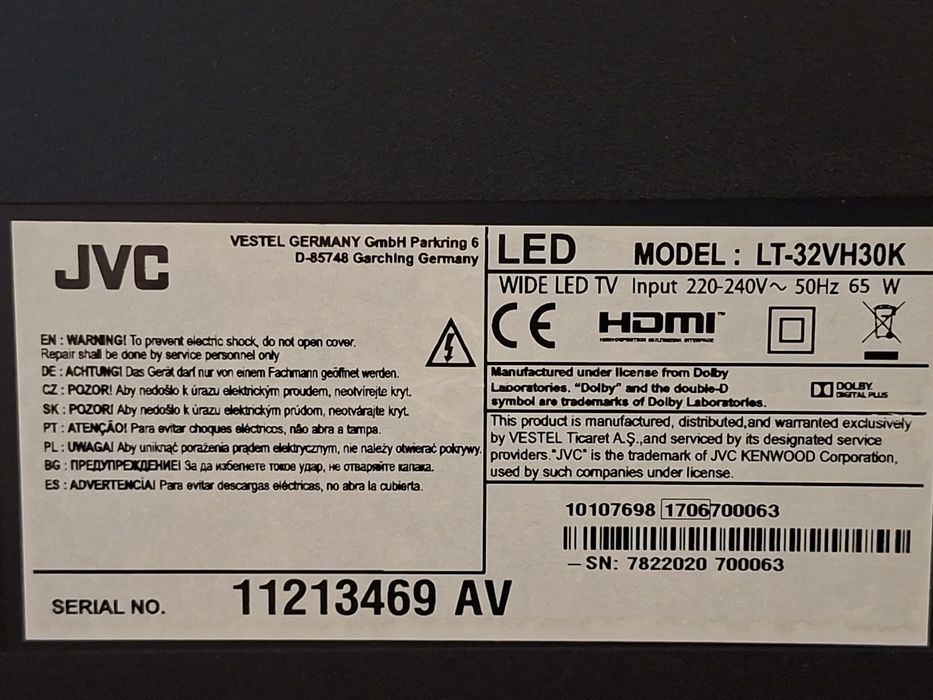 JVC
VESTEL GERMANY GmbH Parkring 6
D-85748 Garching Germany
EN : WARNING! To prevent electric shock, do not open cover.
Repair shall be done by service personnel only
DE : ACHTUNG! Das Gerät darf nur von einem Fachmann geöffnet werden.
CZ : POZOR! Aby nedošlo k úrazu elektrickým proudem, neotvírejte kryt.
SK : POZOR! Aby nedošlo k úrazu elektrickým prúdom, neotvárajte kryt.
PT : ATENÇÃO! Para evitar choques eléctricos, não abra a tampa.
PL : UWAGA! Aby uniknąć porażenia prądem elektrycznym, nie należy otwierać pokrywy.
BG : ПРЕДУПРЕЖДЕНИЕ! За да избегнете токов удар, не отваряйте капака.
ES : ADVERTENCIA! Para evitar descargas eléctricas, no abra la cubierta.
SERIAL NO. 11213469 AV
LED MODEL : LT-32VH30K
WIDE LED TV Input 220-240V~ 50Hz 65 W
CE HDMI™
HIGH-DEFINITION MULTIMEDIA INTERFACE
Manufactured under license from Dolby
Laboratories. "Dolby" and the double-D
symbol are trademarks of Dolby Laboratories.
DOLBY
DIGITAL PLUS
This product is manufactured, distributed,and warranted exclusively
by VESTEL Ticaret A.Ş.,and serviced by its designated service
providers."JVC" is the trademark of JVC KENWOOD Corporation,
used by such companies under license.
10107698 1706700063
–SN: 7822020 700063